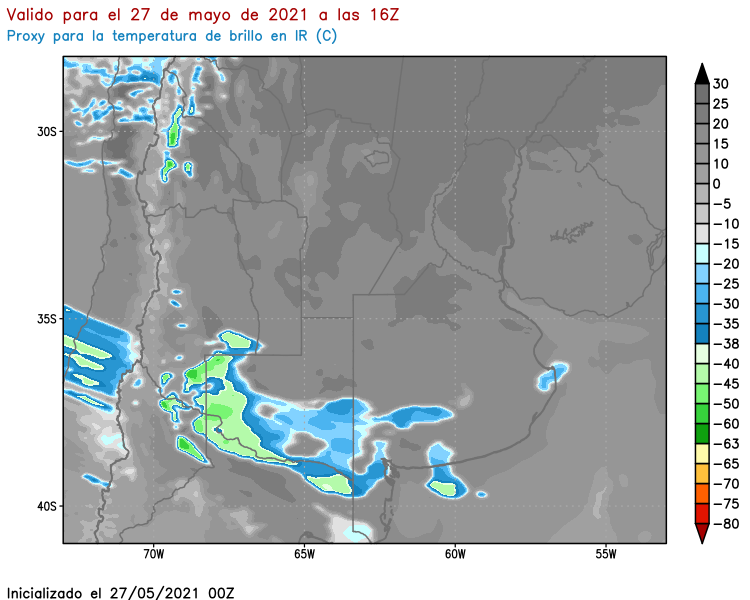 Valido para el 27 de mayo de 2021 a las 16Z
Proxy para la temperatura de brillo en IR (C)
30S
35S
40S
70W
65W
60W
55W
30
25
20
15
10
0
−5
−10
−15
−20
−25
−30
−35
−38
−40
−45
−50
−60
−63
−65
−70
−75
−80
Inicializado el 27/05/2021 00Z